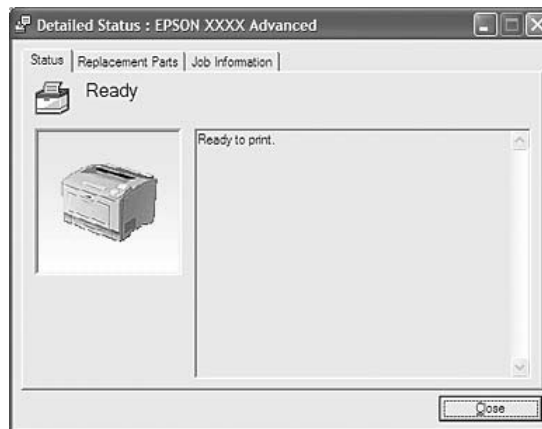 Detailed Status : EPSON XXXX Advanced
Status Replacement Parts Job Information
Ready
Ready to print.
Close